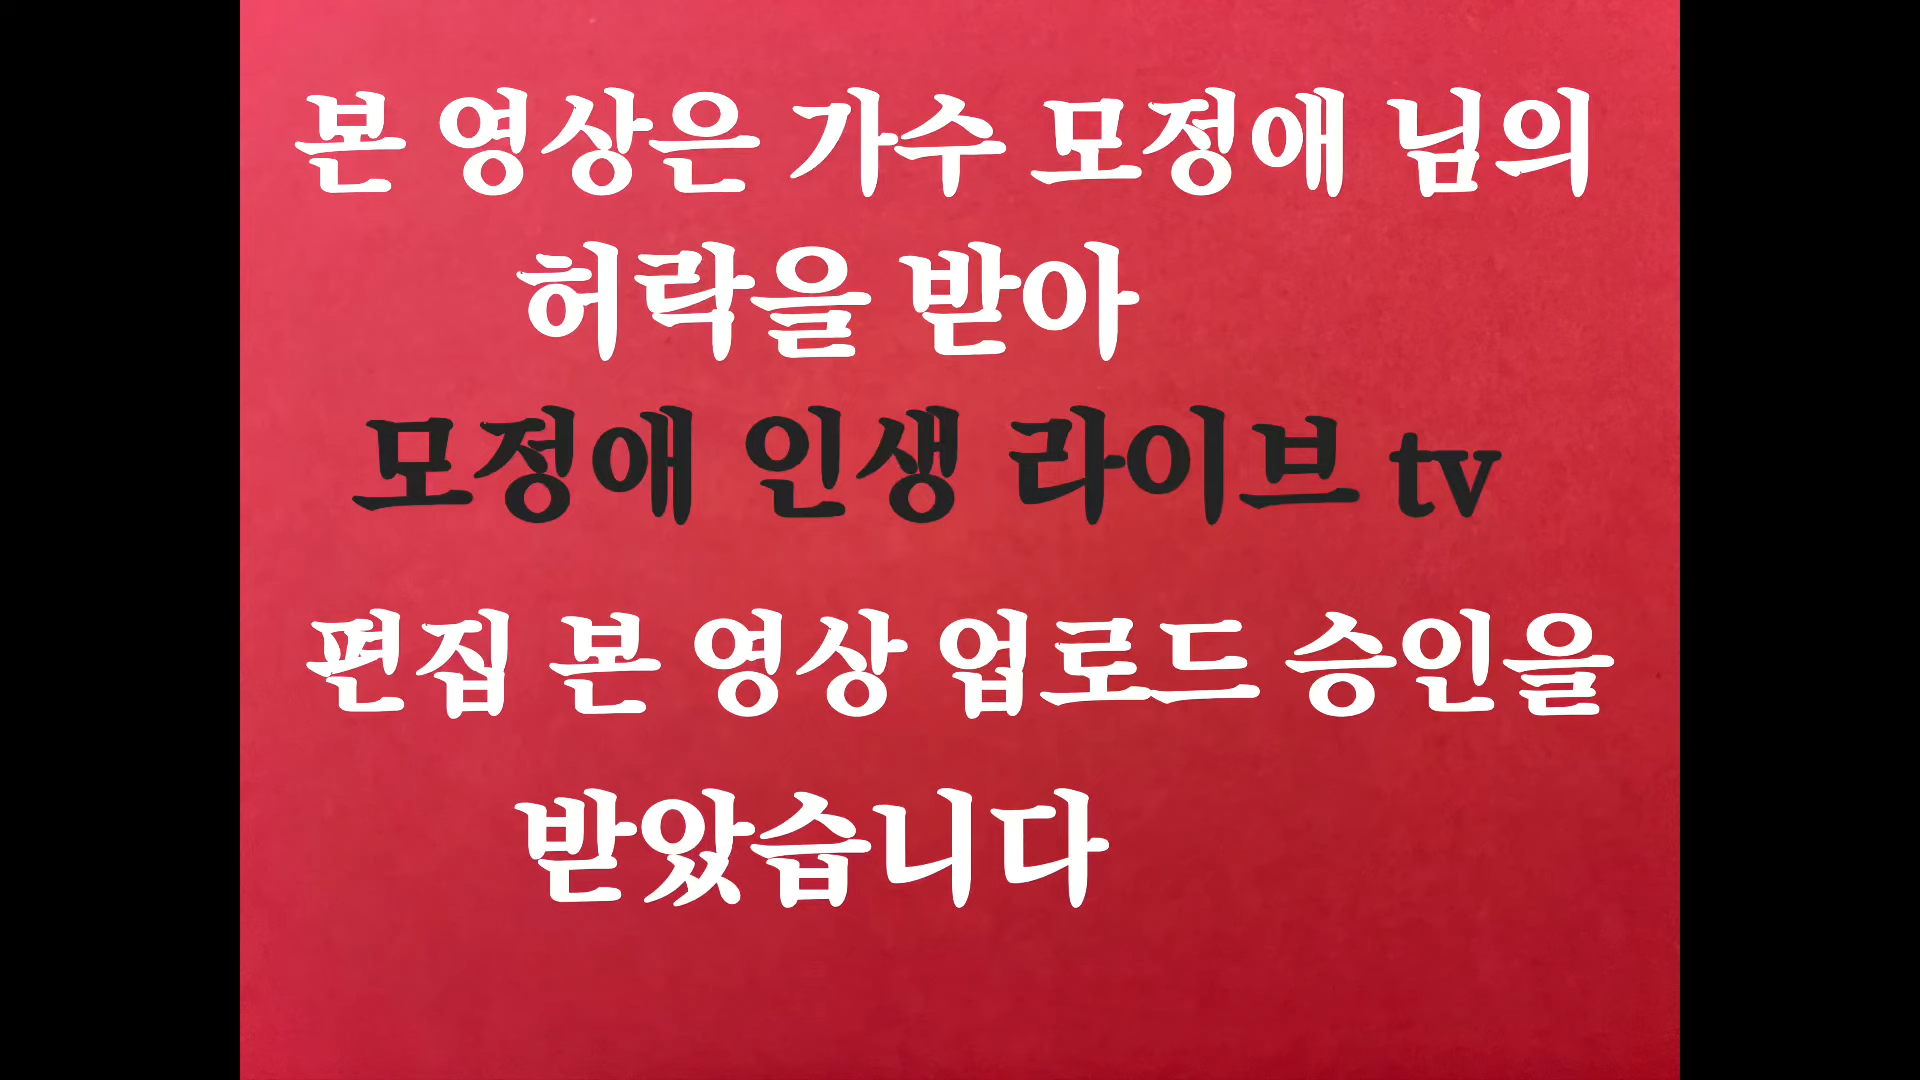 본 영상은 가수 모정애 님의
허락을 받아
모정애 인생 라이브 tv
편집 본 영상 업로드 승인을
받았습니다